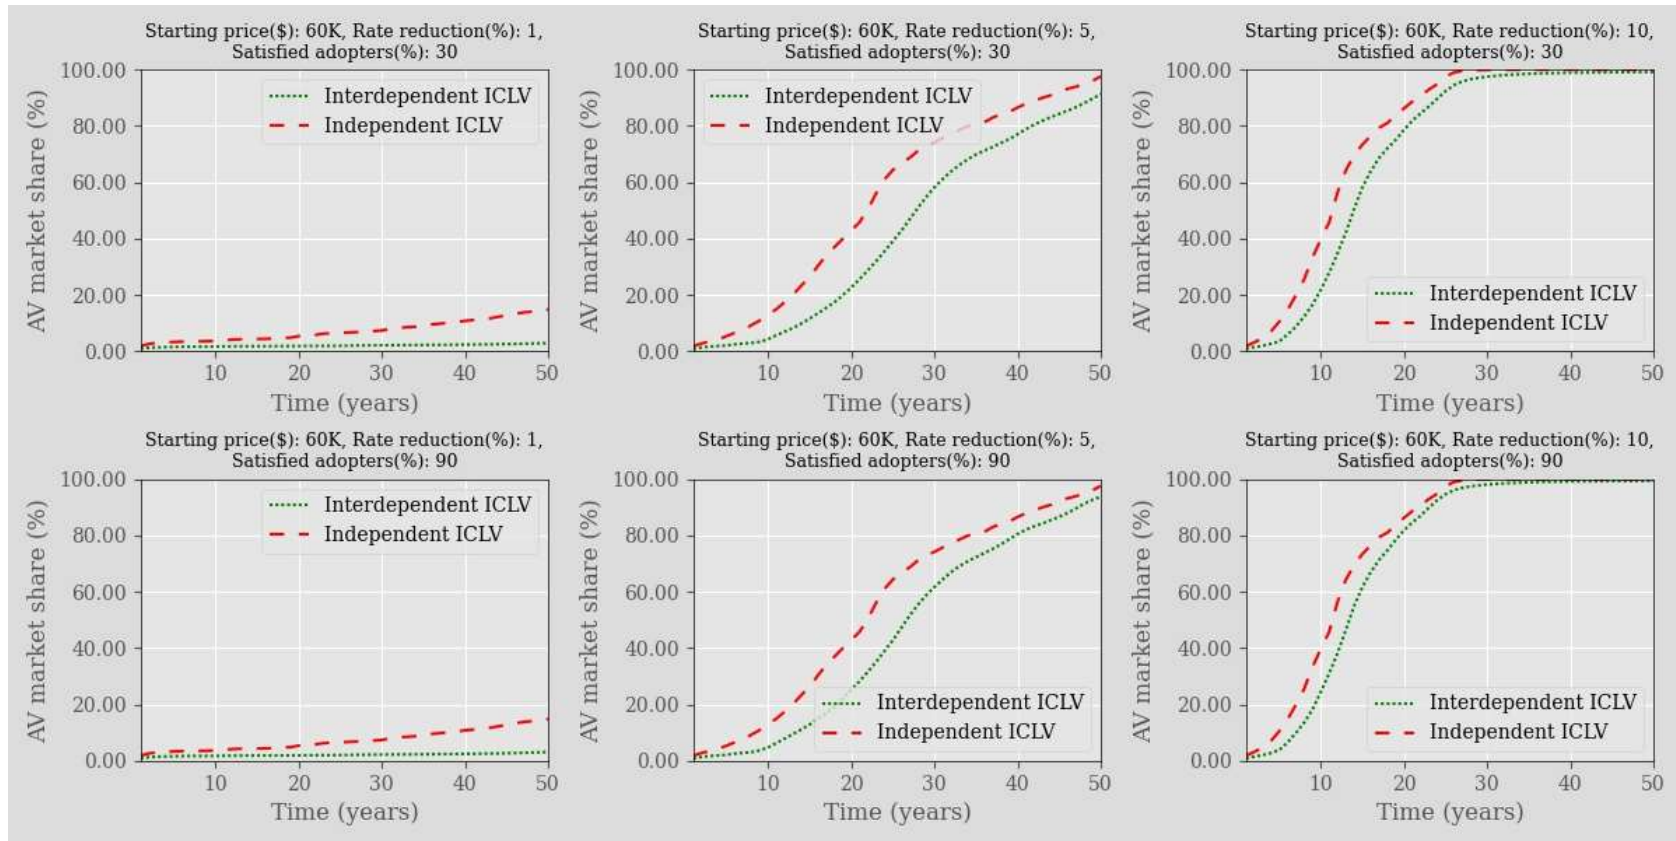 Starting price($): 60K, Rate reduction(%): 1,
Satisfied adopters(%): 30
100.00
80.00
60.00
40.00
20.00
0.00
AV market share (%)
Interdependent ICLV
Independent ICLV
10 20 30 40 50
Time (years)
Starting price($): 60K, Rate reduction(%): 5,
Satisfied adopters(%): 30
100.00
80.00
60.00
40.00
20.00
0.00
AV market share (%)
Interdependent ICLV
Independent ICLV
10 20 30 40 50
Time (years)
Starting price($): 60K, Rate reduction(%): 10,
Satisfied adopters(%): 30
100.00
80.00
60.00
40.00
20.00
0.00
AV market share (%)
Interdependent ICLV
Independent ICLV
10 20 30 40 50
Time (years)
Starting price($): 60K, Rate reduction(%): 1,
Satisfied adopters(%): 90
100.00
80.00
60.00
40.00
20.00
0.00
AV market share (%)
Interdependent ICLV
Independent ICLV
10 20 30 40 50
Time (years)
Starting price($): 60K, Rate reduction(%): 5,
Satisfied adopters(%): 90
100.00
80.00
60.00
40.00
20.00
0.00
AV market share (%)
Interdependent ICLV
Independent ICLV
10 20 30 40 50
Time (years)
Starting price($): 60K, Rate reduction(%): 10,
Satisfied adopters(%): 90
100.00
80.00
60.00
40.00
20.00
0.00
AV market share (%)
Interdependent ICLV
Independent ICLV
10 20 30 40 50
Time (years)